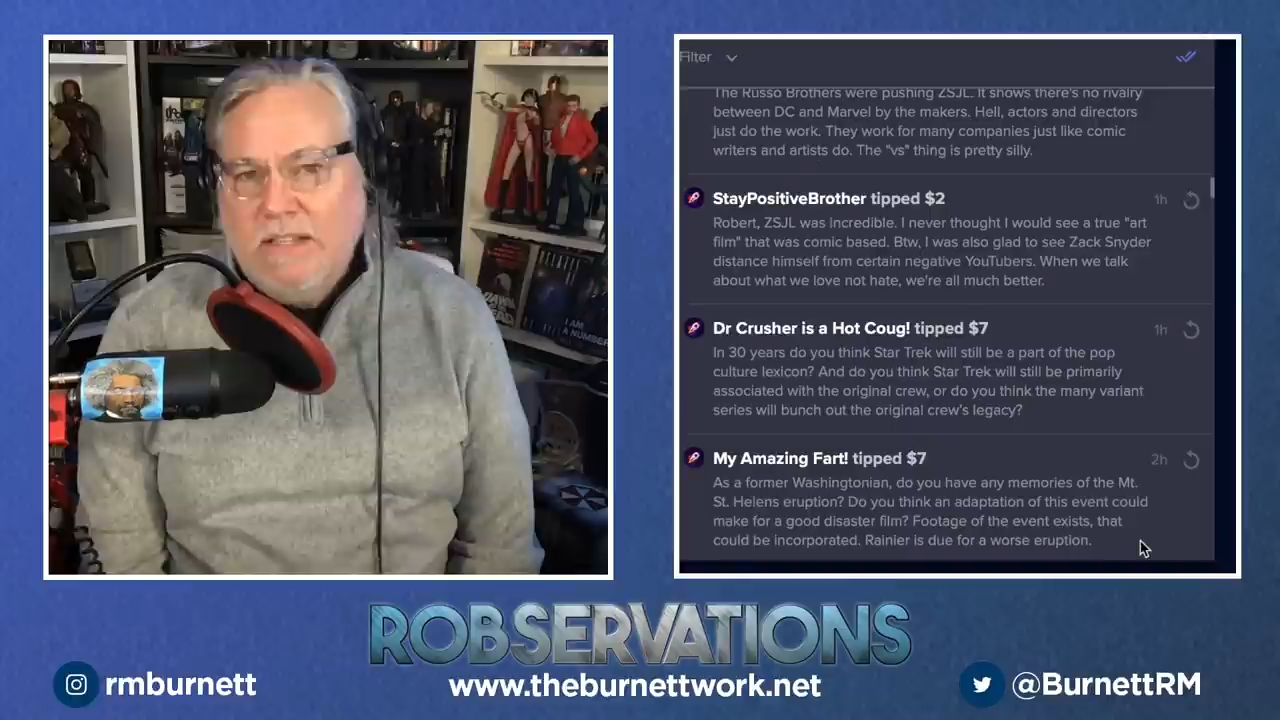 Filter
The Russo Brothers were pushing ZSJL. It shows there's no rivalry
between DC and Marvel by the makers. Hell, actors and directors
just do the work. They work for many companies just like comic
writers and artists do. The "vs" thing is pretty silly.
StayPositiveBrother tipped $2
1h
Robert, ZSJL was incredible. I never thought I would see a true "art
film" that was comic based. Btw, I was also glad to see Zack Snyder
distance himself from certain negative YouTubers. When we talk
about what we love not hate, we're all much better.
Dr Crusher is a Hot Coug! tipped $7
1h
In 30 years do you think Star Trek will still be a part of the pop
culture lexicon? And do you think Star Trek will still be primarily
associated with the original crew, or do you think the many variant
series will bunch out the original crew's legacy?
My Amazing Fart! tipped $7
2h
As a former Washingtonian, do you have any memories of the Mt.
St. Helens eruption? Do you think an adaptation of this event could
make for a good disaster film? Footage of the event exists, that
could be incorporated. Rainier is due for a worse eruption.
DAWN
DEAD
I AM
A NUMBER
ROBSERVATIONS
rmburnett
www.theburnettwork.net
@BurnettRM